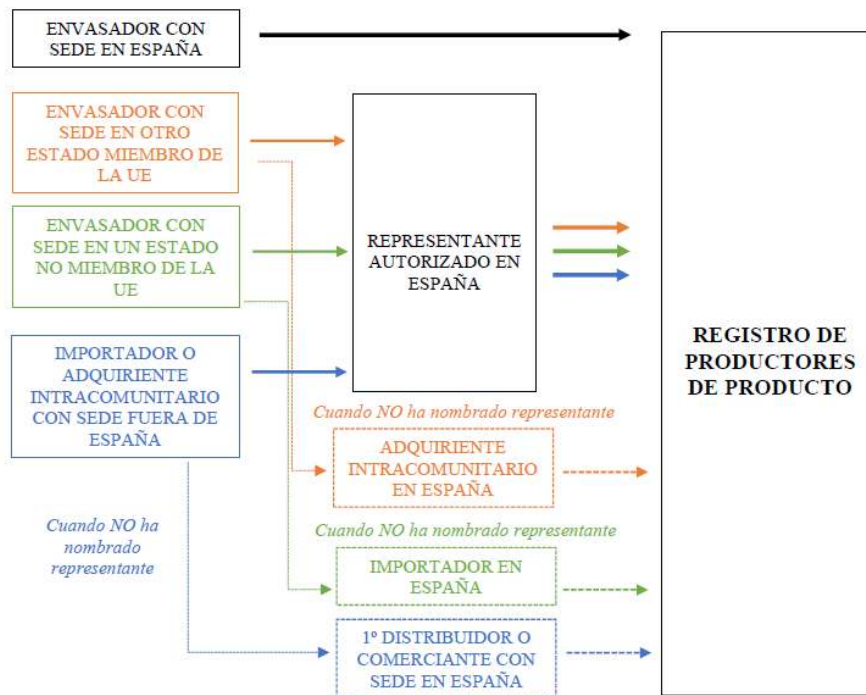 ENVASADOR CON
SEDE EN ESPAÑA
ENVASADOR CON
SEDE EN OTRO
ESTADO MIEMBRO DE
LA UE
ENVASADOR CON
SEDE EN UN ESTADO
NO MIEMBRO DE LA
UE
IMPORTADOR O
ADQUIRIENTE
INTRACOMUNITARIO
CON SEDE FUERA DE
ESPAÑA
Cuando NO ha
nombrado
representante
REPRESENTANTE
AUTORIZADO EN
ESPAÑA
Cuando NO ha nombrado representante
ADQUIRIENTE
INTRACOMUNITARIO
EN ESPAÑA
Cuando NO ha nombrado representante
IMPORTADOR EN
ESPAÑA
1º DISTRIBUIDOR O
COMERCIANTE CON
SEDE EN ESPAÑA
REGISTRO DE
PRODUCTORES
DE PRODUCTO